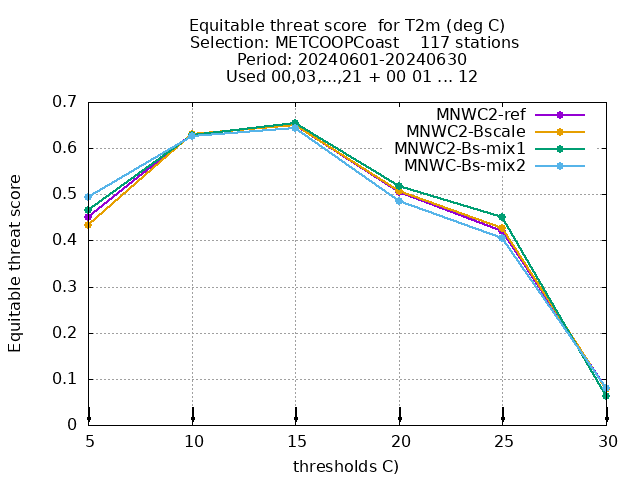 Equitable threat score  for T2m (deg C)
Selection: METCOOPCoast    117 stations
Period: 20240601-20240630
Used 00,03,...,21 + 00 01 ... 12
MNWC2-ref
MNWC2-Bscale
MNWC2-Bs-mix1
MNWC-Bs-mix2
Equitable threat score
0.7
0.6
0.5
0.4
0.3
0.2
0.1
0
5 10 15 20 25 30
thresholds C)